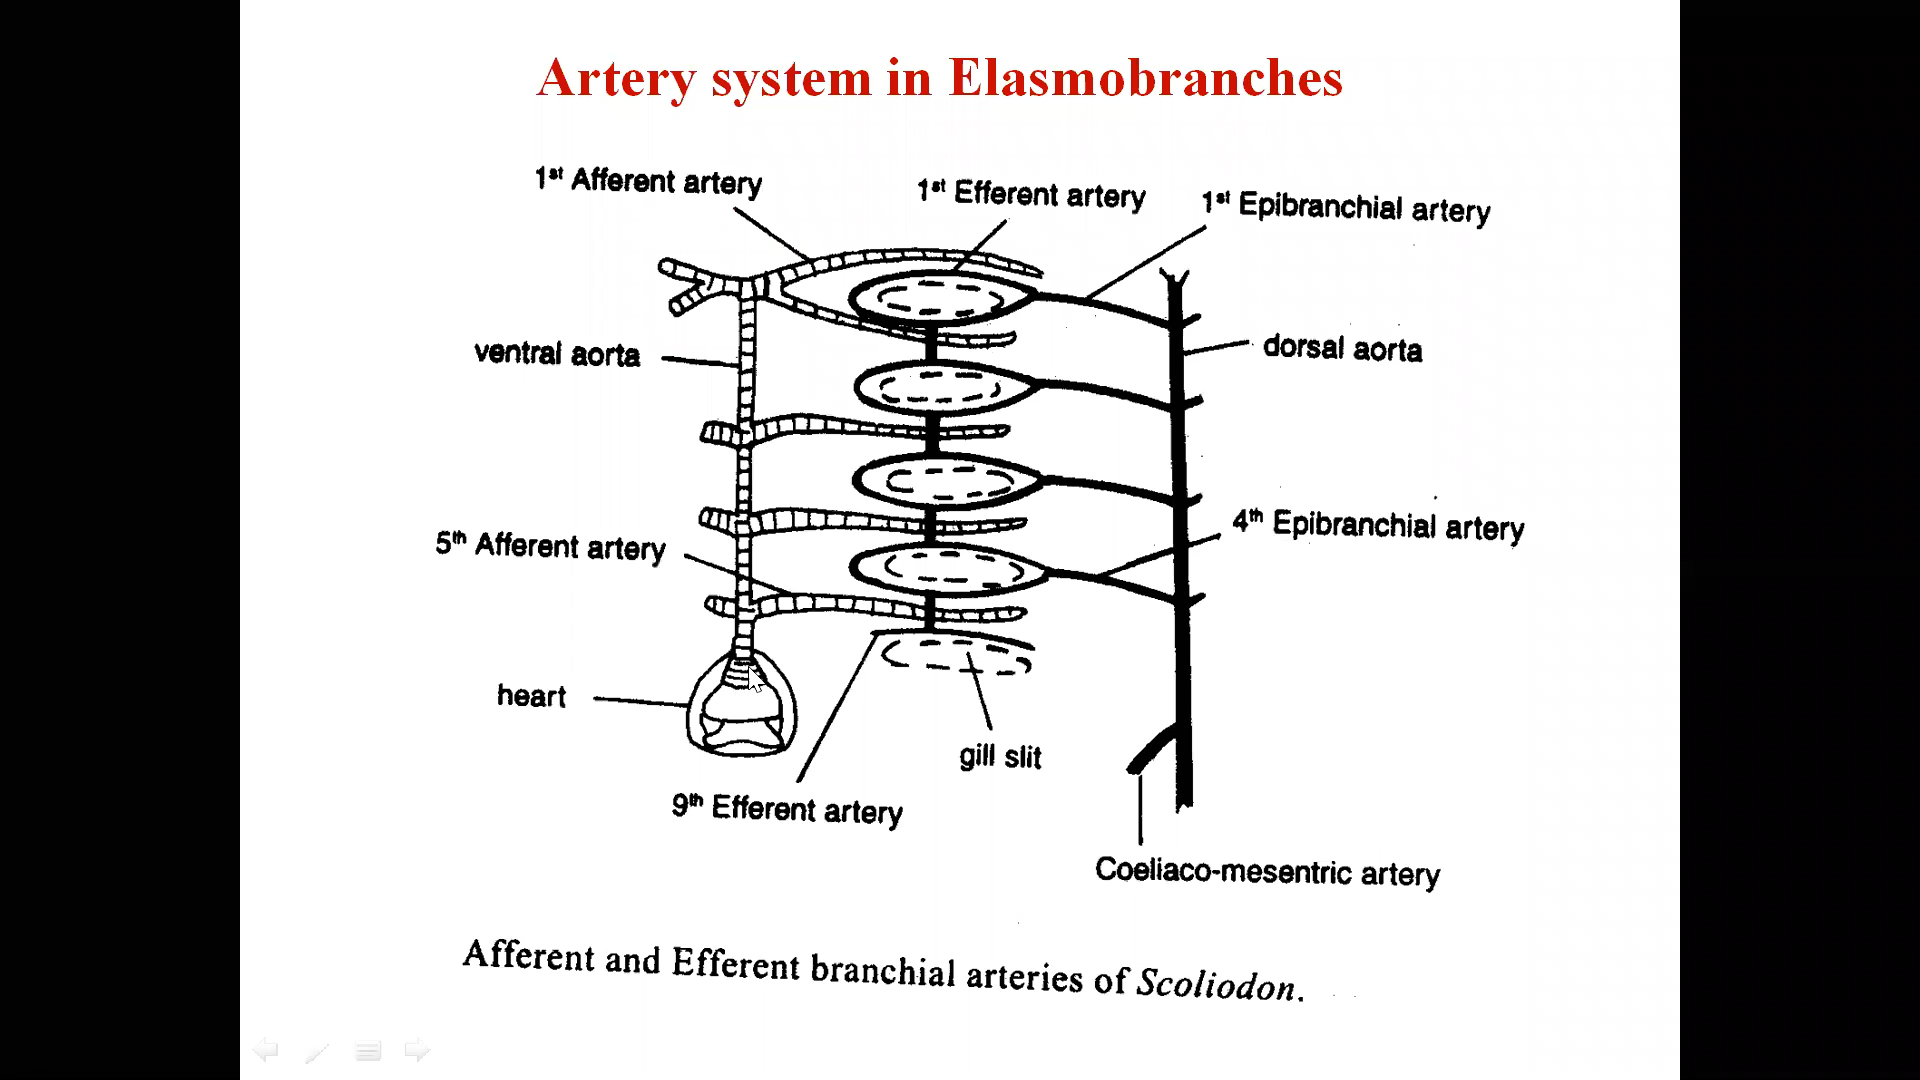 Artery system in Elasmobranches
1st Afferent artery
1st Efferent artery
1st Epibranchial artery
ventral aorta
dorsal aorta
4th Epibranchial artery
5th Afferent artery
heart
gill slit
9th Efferent artery
Coeliaco-mesentric artery
Afferent and Efferent branchial arteries of Scoliodon.